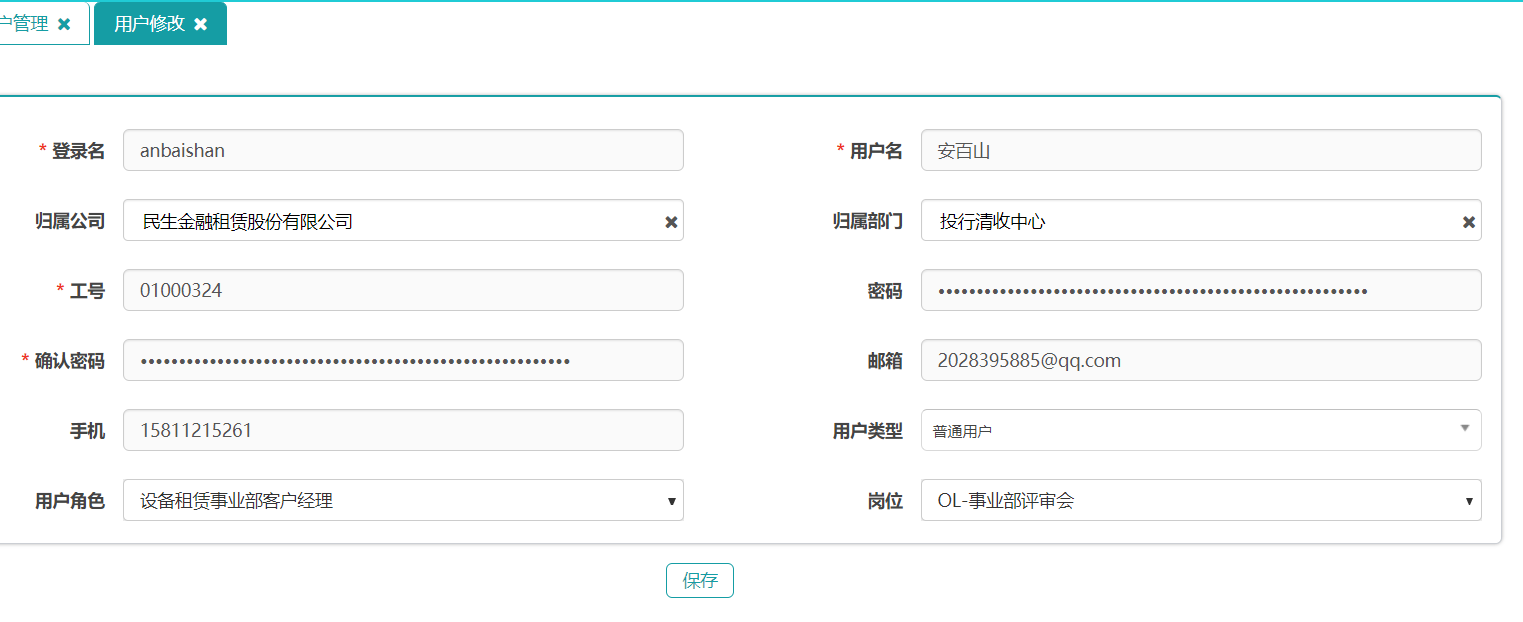 户管理 ✖ 用户修改 ✖
* 登录名 anbaishan * 用户名 安百山
归属公司 民生金融租赁股份有限公司 ✖ 归属部门 投行清收中心 ✖
* 工号 01000324 密码 ••••••••••••••••••••••••••••••••••••••••••••••••••••••••
* 确认密码 ••••••••••••••••••••••••••••••••••••••••••••••••••••••••
邮箱 2028395885@qq.com
手机 15811215261 用户类型 普通用户
用户角色 设备租赁事业部客户经理 岗位 OL-事业部评审会
保存